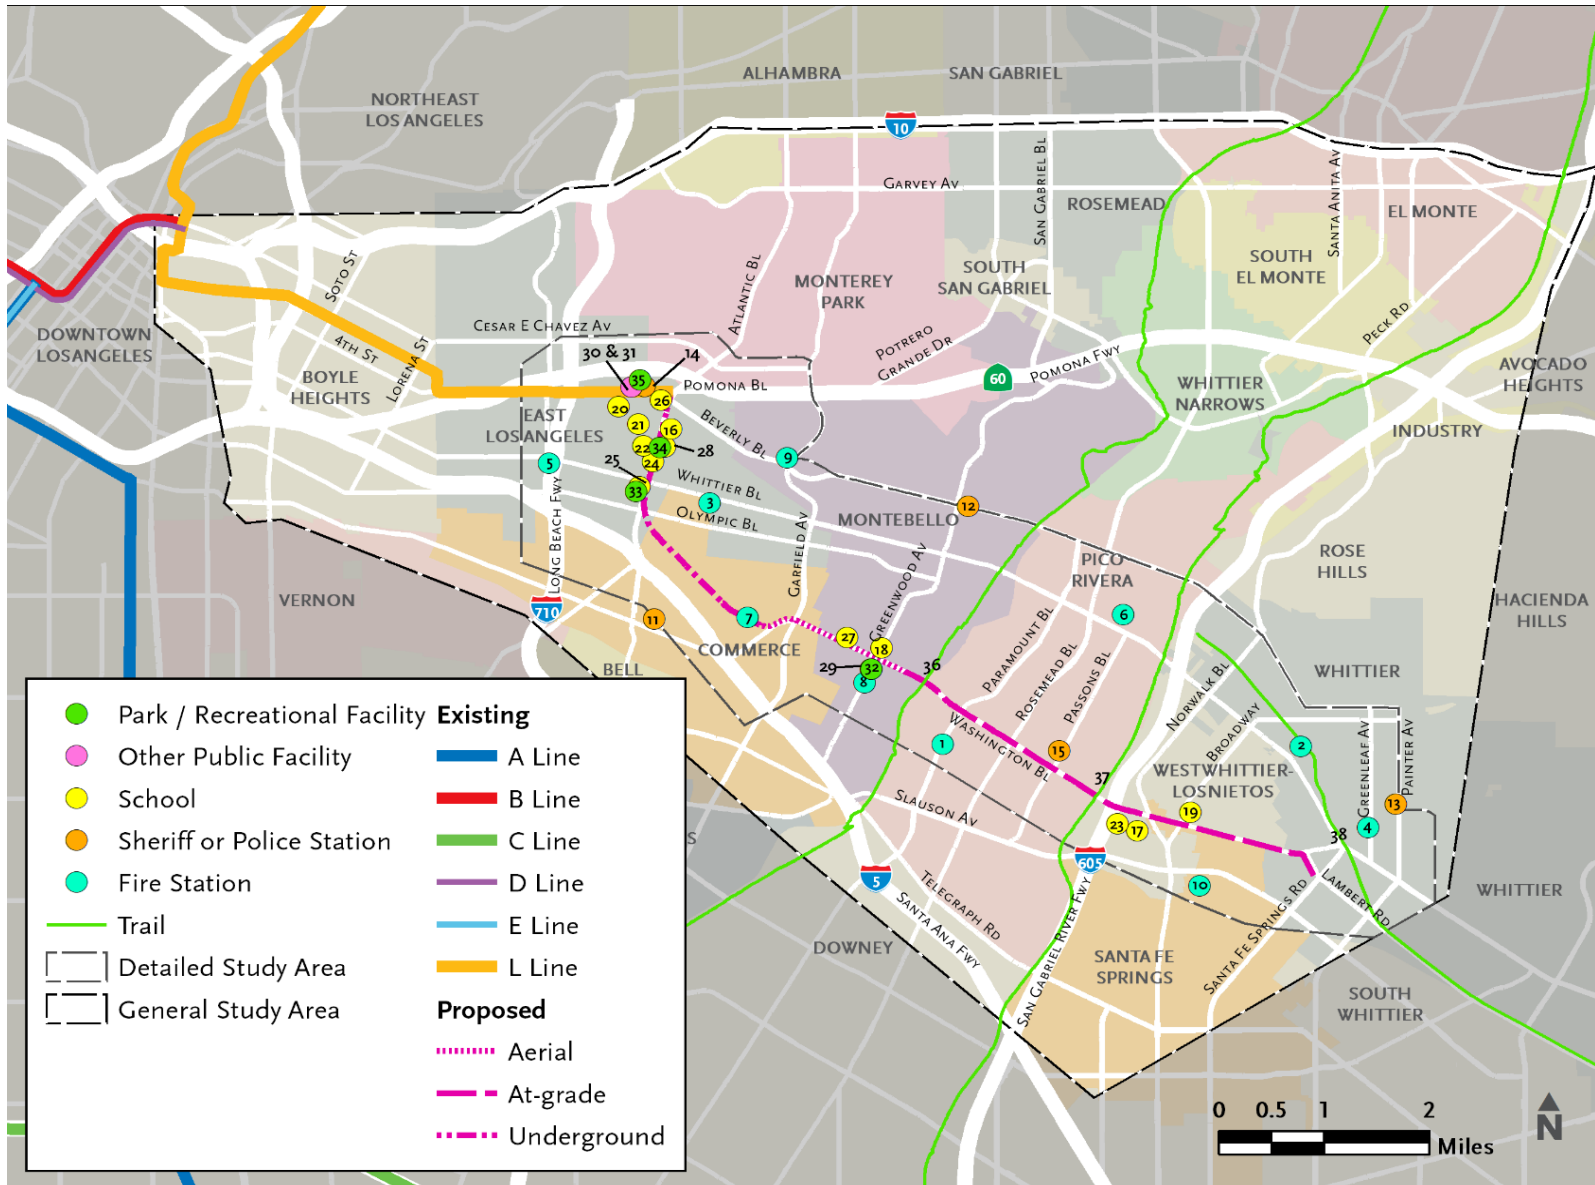 ALHAMBRA
SAN GABRIEL
NORTHEAST
LOS ANGELES
10
GARVEY AV
SAN GABRIEL BL
ROSEMEAD
SANTA ANITA AV
EL MONTE
SOTO ST
ATLANTIC BL
MONTEREY
PARK
SOUTH
SAN GABRIEL
SOUTH
EL MONTE
DOWNTOWN
LOS ANGELES
4TH ST
LORENA ST
CESAR E CHAVEZ AV
POTRERO
GRANDE DR
PECK RD
BOYLE
HEIGHTS
30 & 31
14
35
POMONA BL
60
POMONA FWY
WHITTIER
NARROWS
AVOCADO
HEIGHTS
EAST
LOS ANGELES
20
26
21
16
22
34
28
24
25
33
5
BEVERLY BL
9
INDUSTRY
WHITTIER BL
3
OLYMPIC BL
MONTEBELLO
12
LONG BEACH FWY
GARFIELD AV
GREENWOOD AV
PICO
RIVERA
ROSE
HILLS
VERNON
710
11
7
COMMERCE
27
18
29
32
8
36
6
PARAMOUNT BL
ROSEMEAD BL
PASSONS BL
HACIENDA
HILLS
BELL
WHITTIER
NORWALK BL
BROADWAY
1
WASHINGTON BL
15
37
2
GREENLEAF AV
PAINTER AV
WEST WHITTIER-
LOS NIETOS
SLAUSON AV
23
17
19
38
4
13
S
5
605
10
TELEGRAPH RD
SANTA ANA FWY
LAMBERT RD
WHITTIER
DOWNEY
SAN GABRIEL RIVER FWY
SANTA FE
SPRINGS
SANTA FE SPRINGS RD
SOUTH
WHITTIER
Park / Recreational Facility
Other Public Facility
School
Sheriff or Police Station
Fire Station
Trail
Detailed Study Area
General Study Area
Existing
A Line
B Line
C Line
D Line
E Line
L Line
Proposed
Aerial
At-grade
Underground
0 0.5 1 2
Miles
N